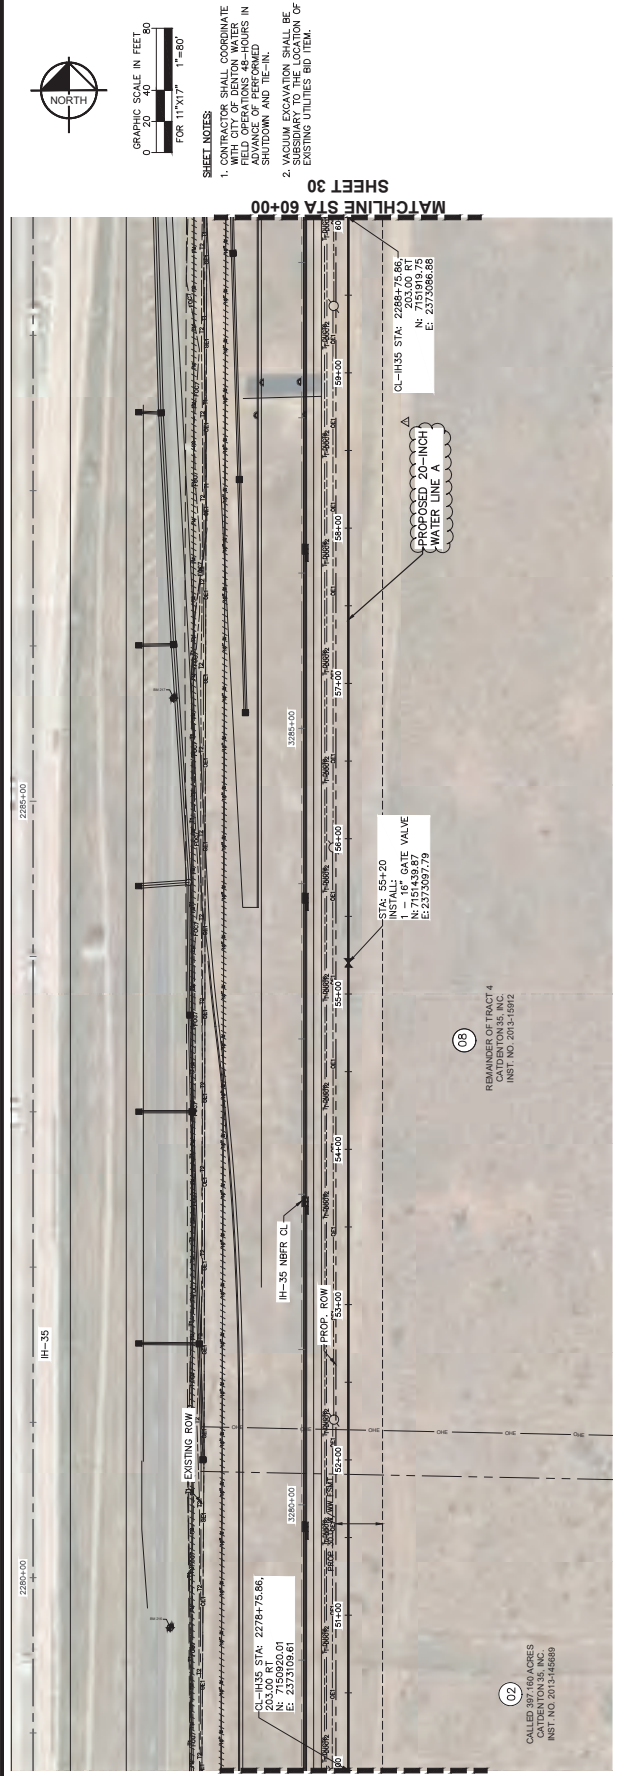 NORTH
GRAPHIC SCALE IN FEET
0 20 40 80
FOR 11"X17" 1"=80'
SHEET NOTES:
1. CONTRACTOR SHALL COORDINATE
WITH CITY OF DENTON WATER
FIELD OPERATIONS 48-HOURS IN
ADVANCE OF PERFORMED
SHUTDOWN AND TIE-IN.
2. VACUUM EXCAVATION SHALL BE
SUBSIDIARY TO THE LOCATION OF
EXISTING UTILITIES BID ITEM.
MATCHLINE STA 60+00
SHEET 30
2280+00
IH-35
2285+00
EXISTING ROW
3280+00
IH-35 NBFR CL
3285+00
CL-IH35 STA: 2278+75.86,
203.00 RT
N: 7150920.01
E: 2373109.61
PROP. ROW
51+00
52+00
53+00
54+00
55+00
56+00
57+00
58+00
59+00
60
OHE
OHE
OHE
OHE
OHE
CL-IH35 STA: 2288+75.86,
203.00 RT
N: 7151919.75
E: 2373086.88
PROPOSED 20-INCH
WATER LINE A
STA: 55+20
INSTALL:
1 - 16" GATE VALVE
N: 7151439.87
E: 2373097.79
08
REMAINDER OF TRACT 4
CATDENTON35, INC.
INST. NO. 2013-15912
02
CALLED 397.160 ACRES
CATDENTON35, INC.
INST. NO. 2013-145689